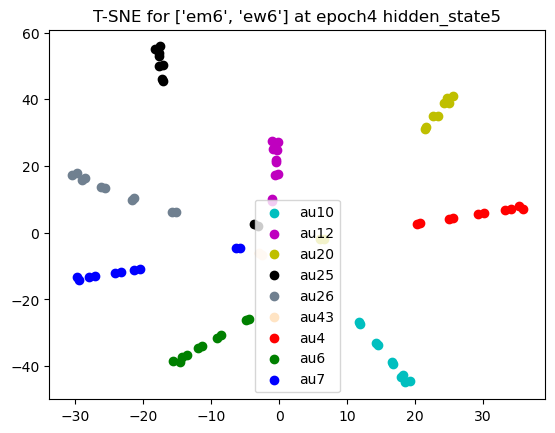 T-SNE for ['em6', 'ew6'] at epoch4 hidden_state5
60
40
20
0
−20
−40
au10
au12
au20
au25
au26
au43
au4
au6
au7
−30
−20
−10
0
10
20
30